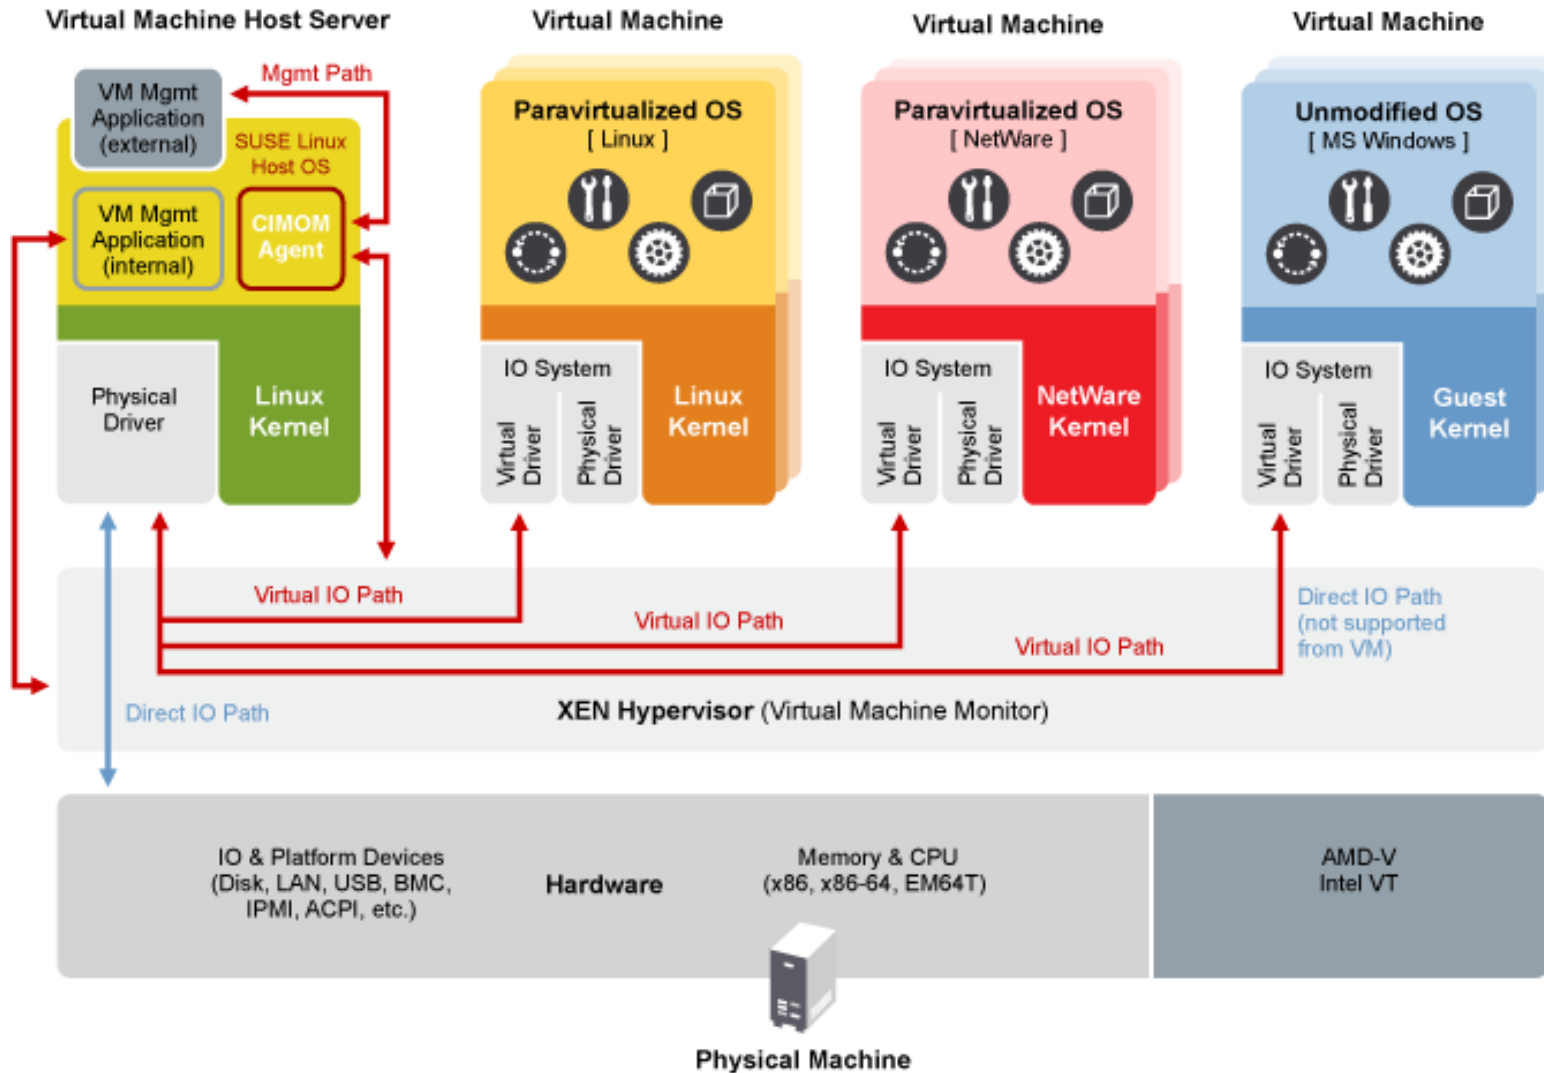 Virtual Machine Host Server
Virtual Machine
Virtual Machine
Virtual Machine
Mgmt Path
VM Mgmt
Application
(external)
SUSE Linux
Host OS
VM Mgmt
Application
(internal)
CIMOM
Agent
Physical
Driver
Linux
Kernel
Paravirtualized OS
[ Linux ]
IO System
Virtual
Driver
Physical
Driver
Linux
Kernel
Paravirtualized OS
[ NetWare ]
IO System
Virtual
Driver
Physical
Driver
NetWare
Kernel
Unmodified OS
[ MS Windows ]
IO System
Virtual
Driver
Physical
Driver
Guest
Kernel
Virtual IO Path
Virtual IO Path
Virtual IO Path
Direct IO Path
(not supported
from VM)
Direct IO Path
XEN Hypervisor (Virtual Machine Monitor)
IO & Platform Devices
(Disk, LAN, USB, BMC,
IPMI, ACPI, etc.)
Hardware
Memory & CPU
(x86, x86-64, EM64T)
AMD-V
Intel VT
Physical Machine